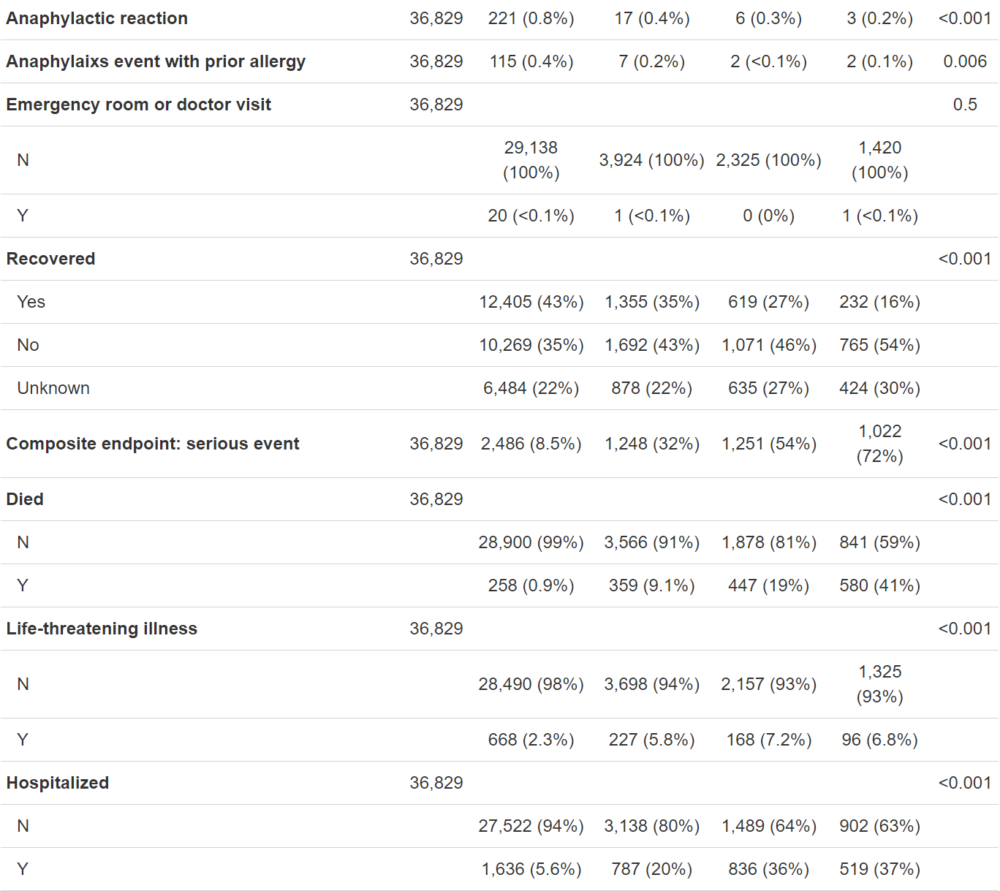 Anaphylactic reaction 36,829 221 (0.8%) 17 (0.4%) 6 (0.3%) 3 (0.2%) <0.001
Anaphylaixs event with prior allergy 36,829 115 (0.4%) 7 (0.2%) 2 (<0.1%) 2 (0.1%) 0.006
Emergency room or doctor visit 36,829 0.5
N 29,138 (100%) 3,924 (100%) 2,325 (100%) 1,420 (100%)
Y 20 (<0.1%) 1 (<0.1%) 0 (0%) 1 (<0.1%)
Recovered 36,829 <0.001
Yes 12,405 (43%) 1,355 (35%) 619 (27%) 232 (16%)
No 10,269 (35%) 1,692 (43%) 1,071 (46%) 765 (54%)
Unknown 6,484 (22%) 878 (22%) 635 (27%) 424 (30%)
Composite endpoint: serious event 36,829 2,486 (8.5%) 1,248 (32%) 1,251 (54%) 1,022 (72%) <0.001
Died 36,829 <0.001
N 28,900 (99%) 3,566 (91%) 1,878 (81%) 841 (59%)
Y 258 (0.9%) 359 (9.1%) 447 (19%) 580 (41%)
Life-threatening illness 36,829 <0.001
N 28,490 (98%) 3,698 (94%) 2,157 (93%) 1,325 (93%)
Y 668 (2.3%) 227 (5.8%) 168 (7.2%) 96 (6.8%)
Hospitalized 36,829 <0.001
N 27,522 (94%) 3,138 (80%) 1,489 (64%) 902 (63%)
Y 1,636 (5.6%) 787 (20%) 836 (36%) 519 (37%)